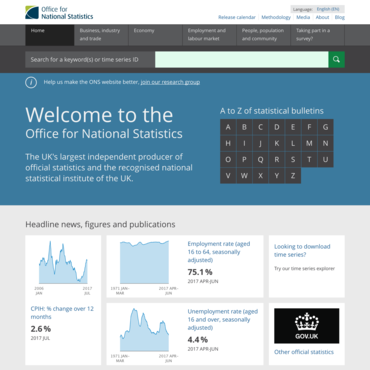 Office for
National Statistics
Language: English (EN)
Release calendar Methodology Media About Blog
Home
Business, industry
and trade
Economy
Employment and
labour market
People, population
and community
Taking part in a
survey?
Search for a keyword(s) or time series ID
Help us make the ONS website better, join our research group
Welcome to the
Office for National Statistics
The UK's largest independent producer of
official statistics and the recognised national
statistical institute of the UK.
A to Z of statistical bulletins
A B C D E F G
H I J K L M N
O P Q R S T U
V W X Y Z
Headline news, figures and publications
2006
JAN
2017
JUL
CPIH: % change over 12
months
2.6%
2017 JUL
1971 JAN-
MAR
2017
APR-JUN
Employment rate (aged
16 to 64, seasonally
adjusted)
75.1%
2017 APR-JUN
Looking to download
time series?
Try our time series explorer
1971 JAN-
MAR
2017
APR-JUN
Unemployment rate (aged
16 and over, seasonally
adjusted)
4.4%
2017 APR-JUN
GOV.UK
Other official statistics